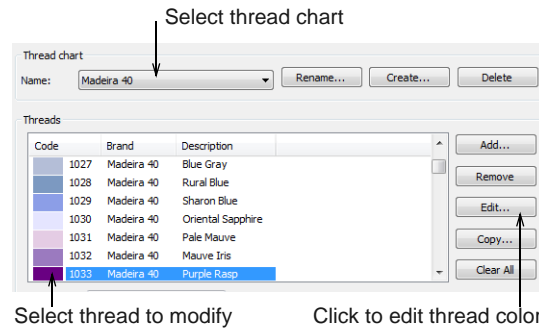 Select thread chart
Thread chart
Name: Madeira 40 Rename... Create... Delete
Threads
Code Brand Description Add...
1027 Madeira 40 Blue Gray
1028 Madeira 40 Rural Blue Remove
1029 Madeira 40 Sharon Blue
1030 Madeira 40 Oriental Sapphire Edit...
1031 Madeira 40 Pale Mauve
1032 Madeira 40 Mauve Iris Copy...
1033 Madeira 40 Purple Rasp Clear All
Select thread to modify Click to edit thread color